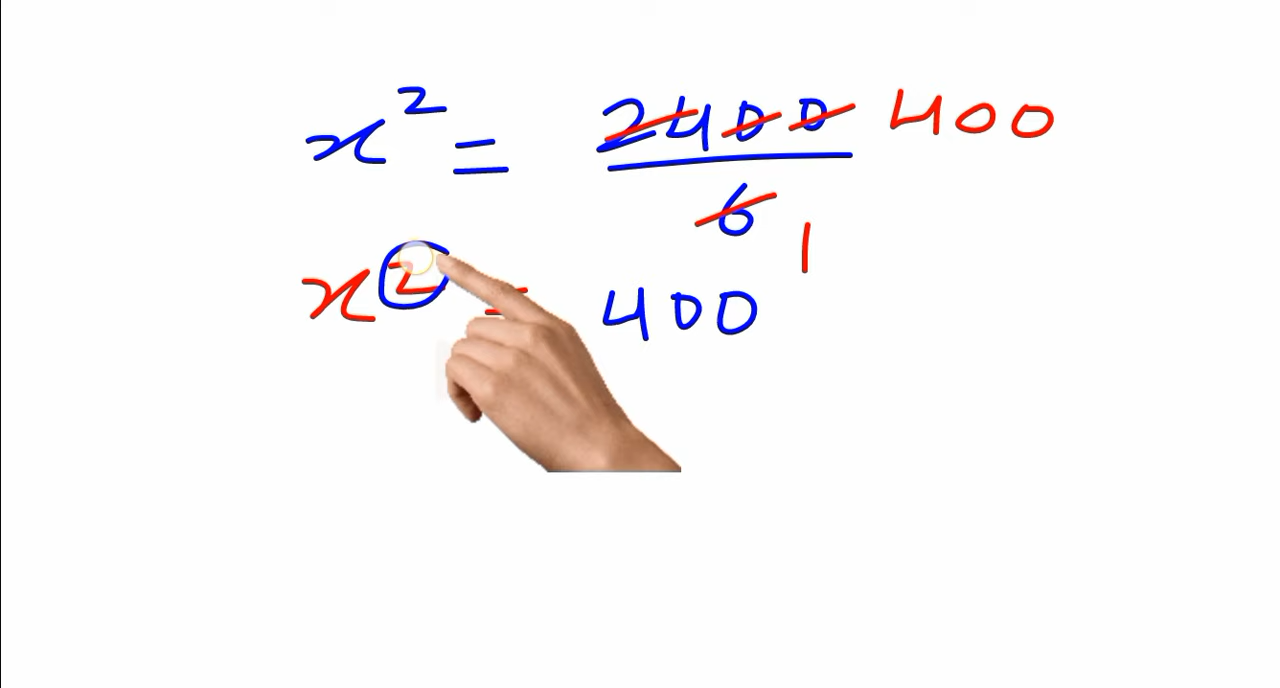 x² = 2400/6 400
1
x² = 400